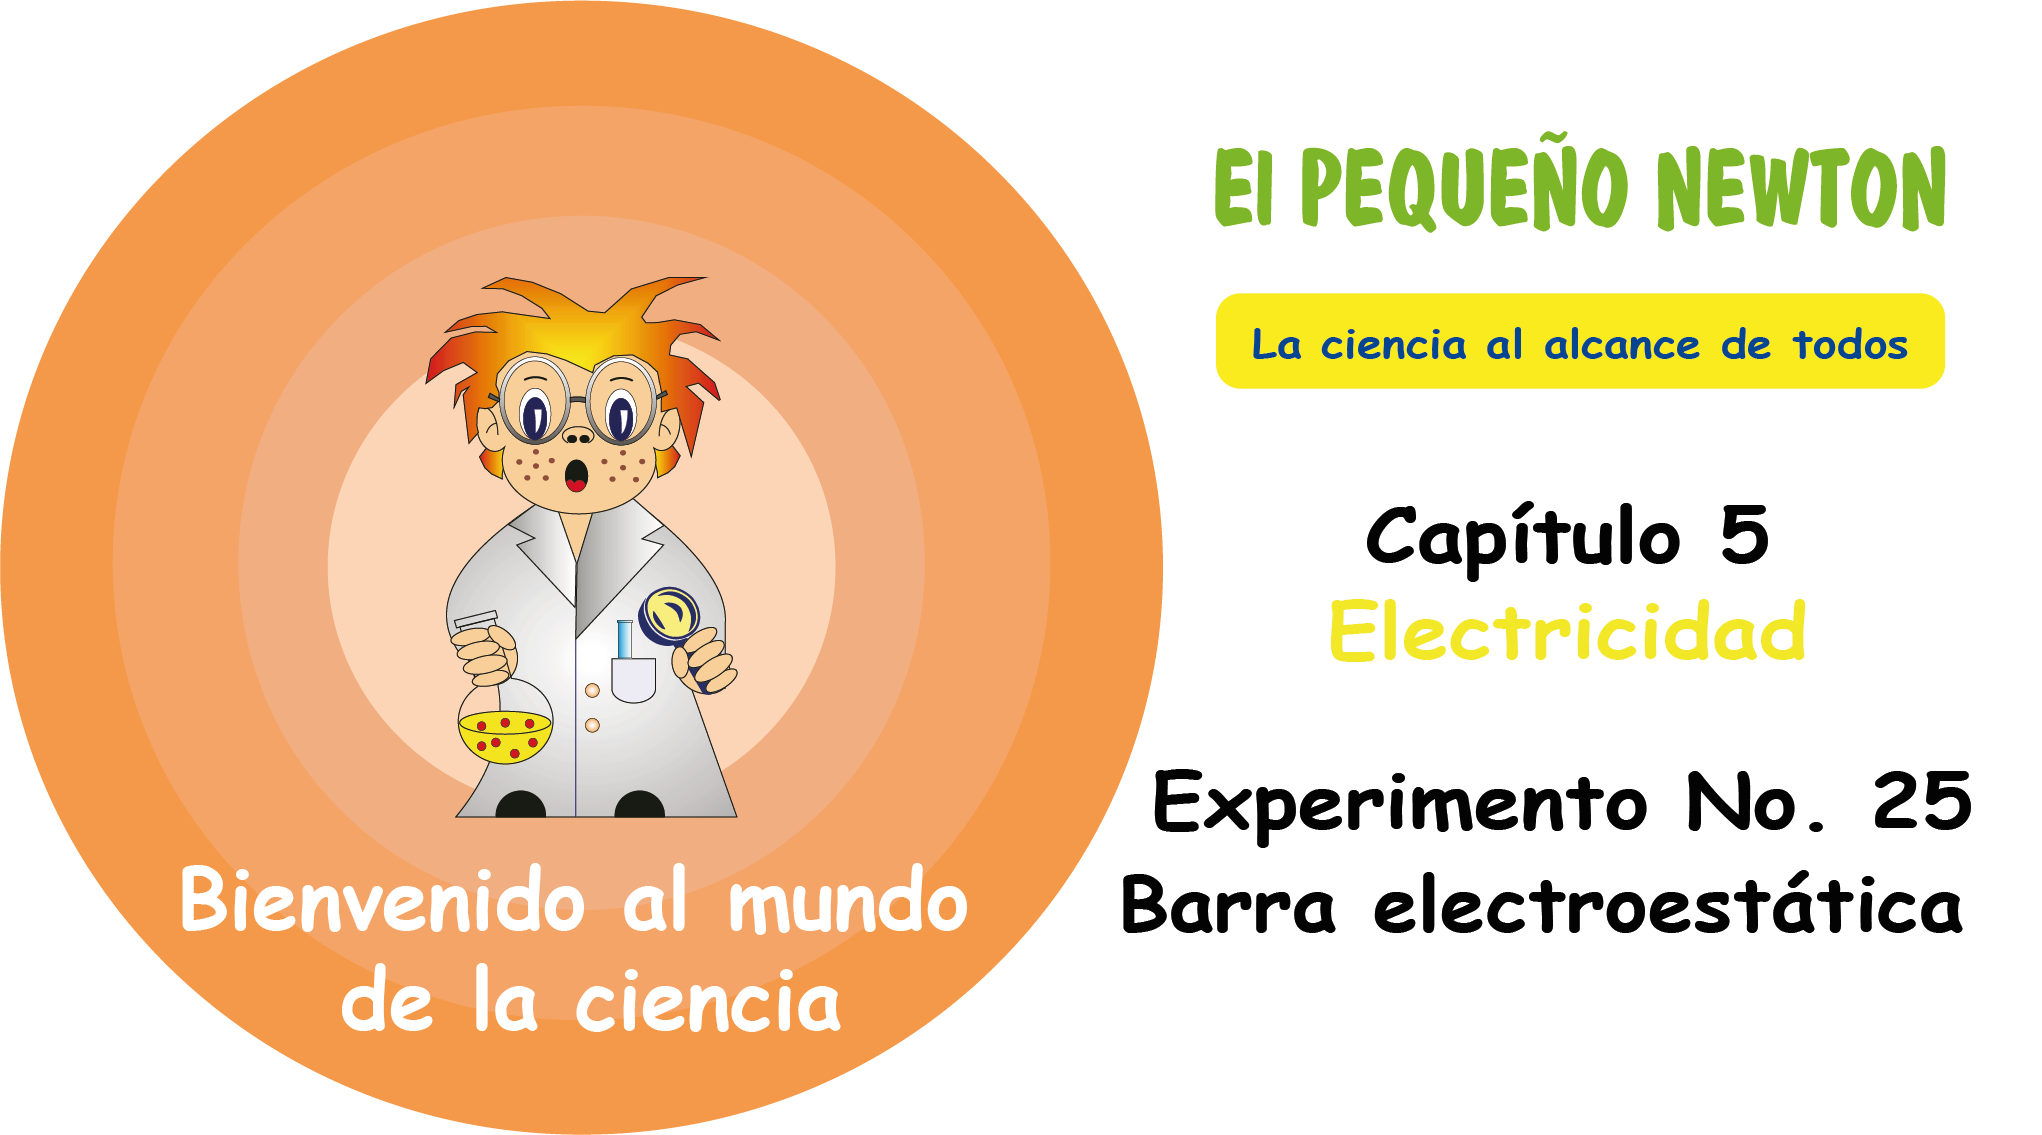 El PEQUEÑO NEWTON
La ciencia al alcance de todos
Capítulo 5
Electricidad
Experimento No. 25
Barra electroestática
Bienvenido al mundo
de la ciencia